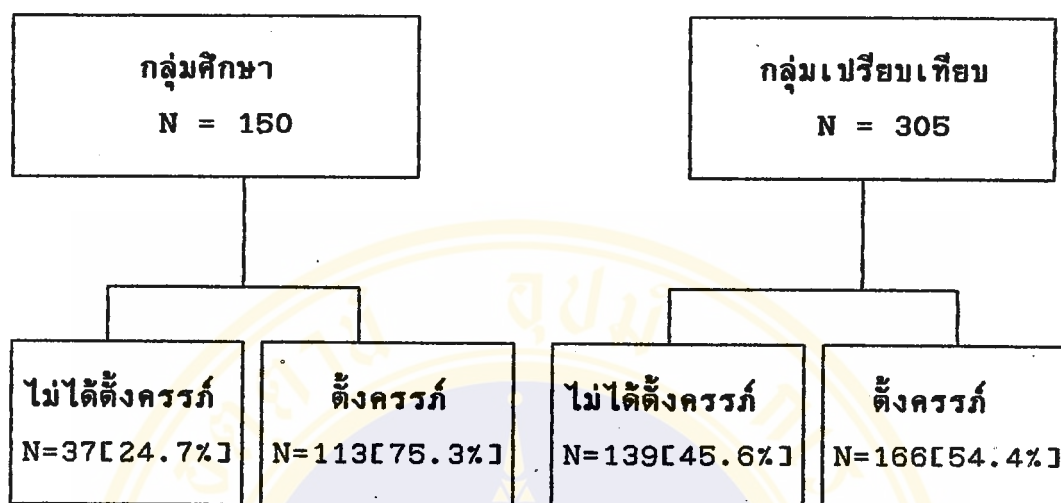 กลุ่มศึกษา
N = 150
กลุ่มเปรียบเทียบ
N = 305
ไม่ได้ตั้งครรภ์
N=37[24.7%]
ตั้งครรภ์
N=113[75.3%]
ไม่ได้ตั้งครรภ์
N=139[45.6%]
ตั้งครรภ์
N=166[54.4%]